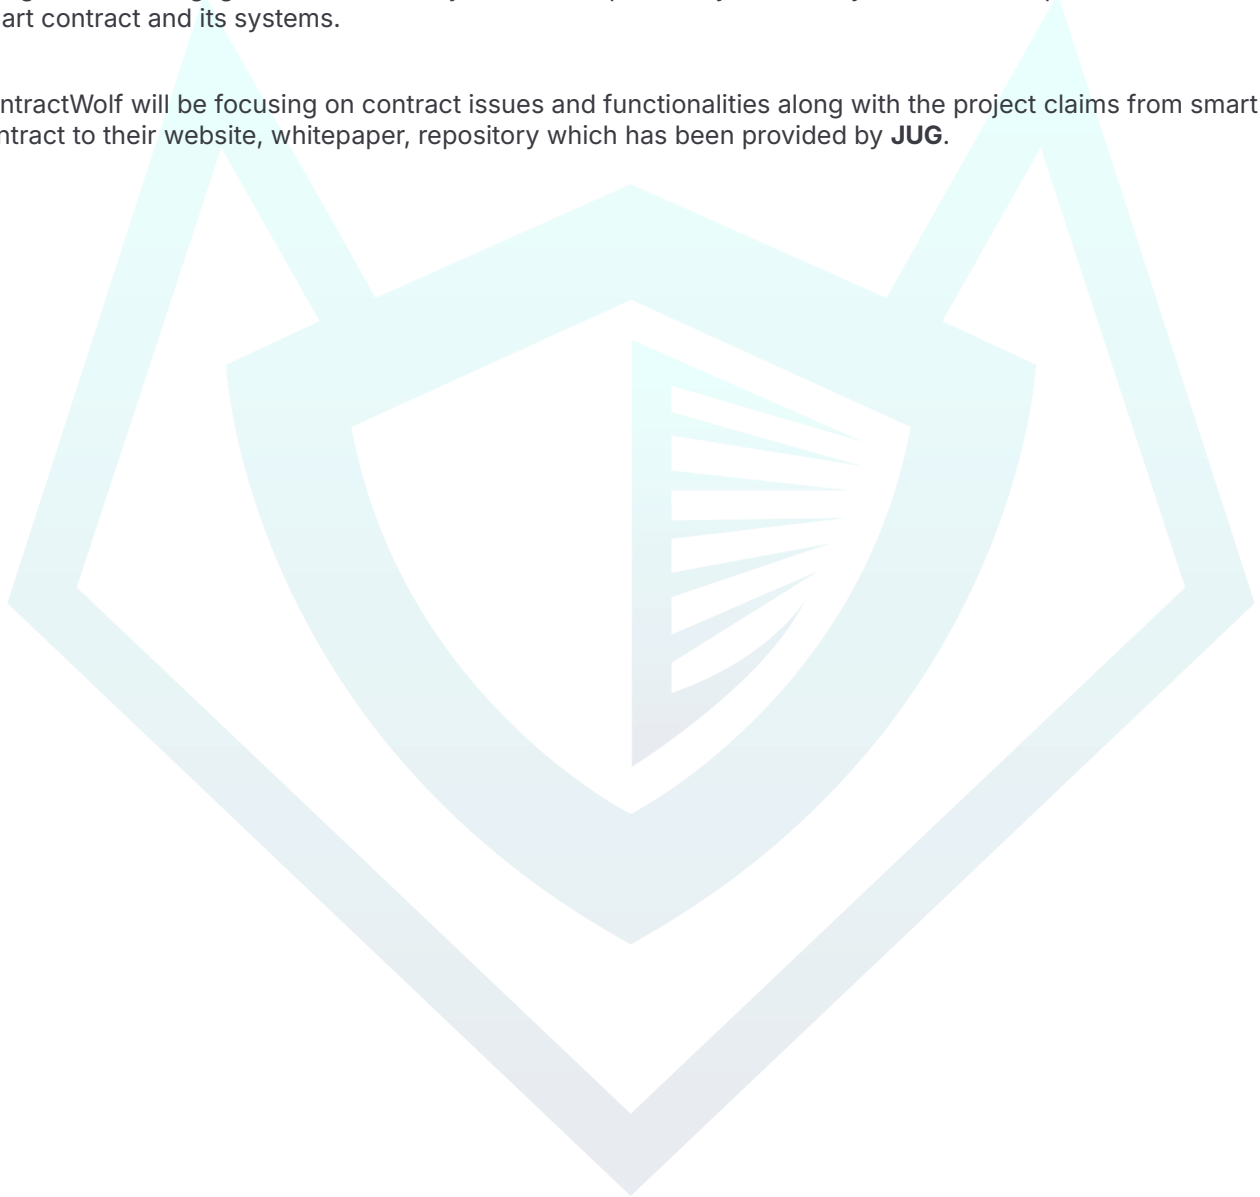 art contract and its systems.
ntractWolf will be focusing on contract issues and functionalities along with the project claims from smart
ntract to their website, whitepaper, repository which has been provided by JUG.